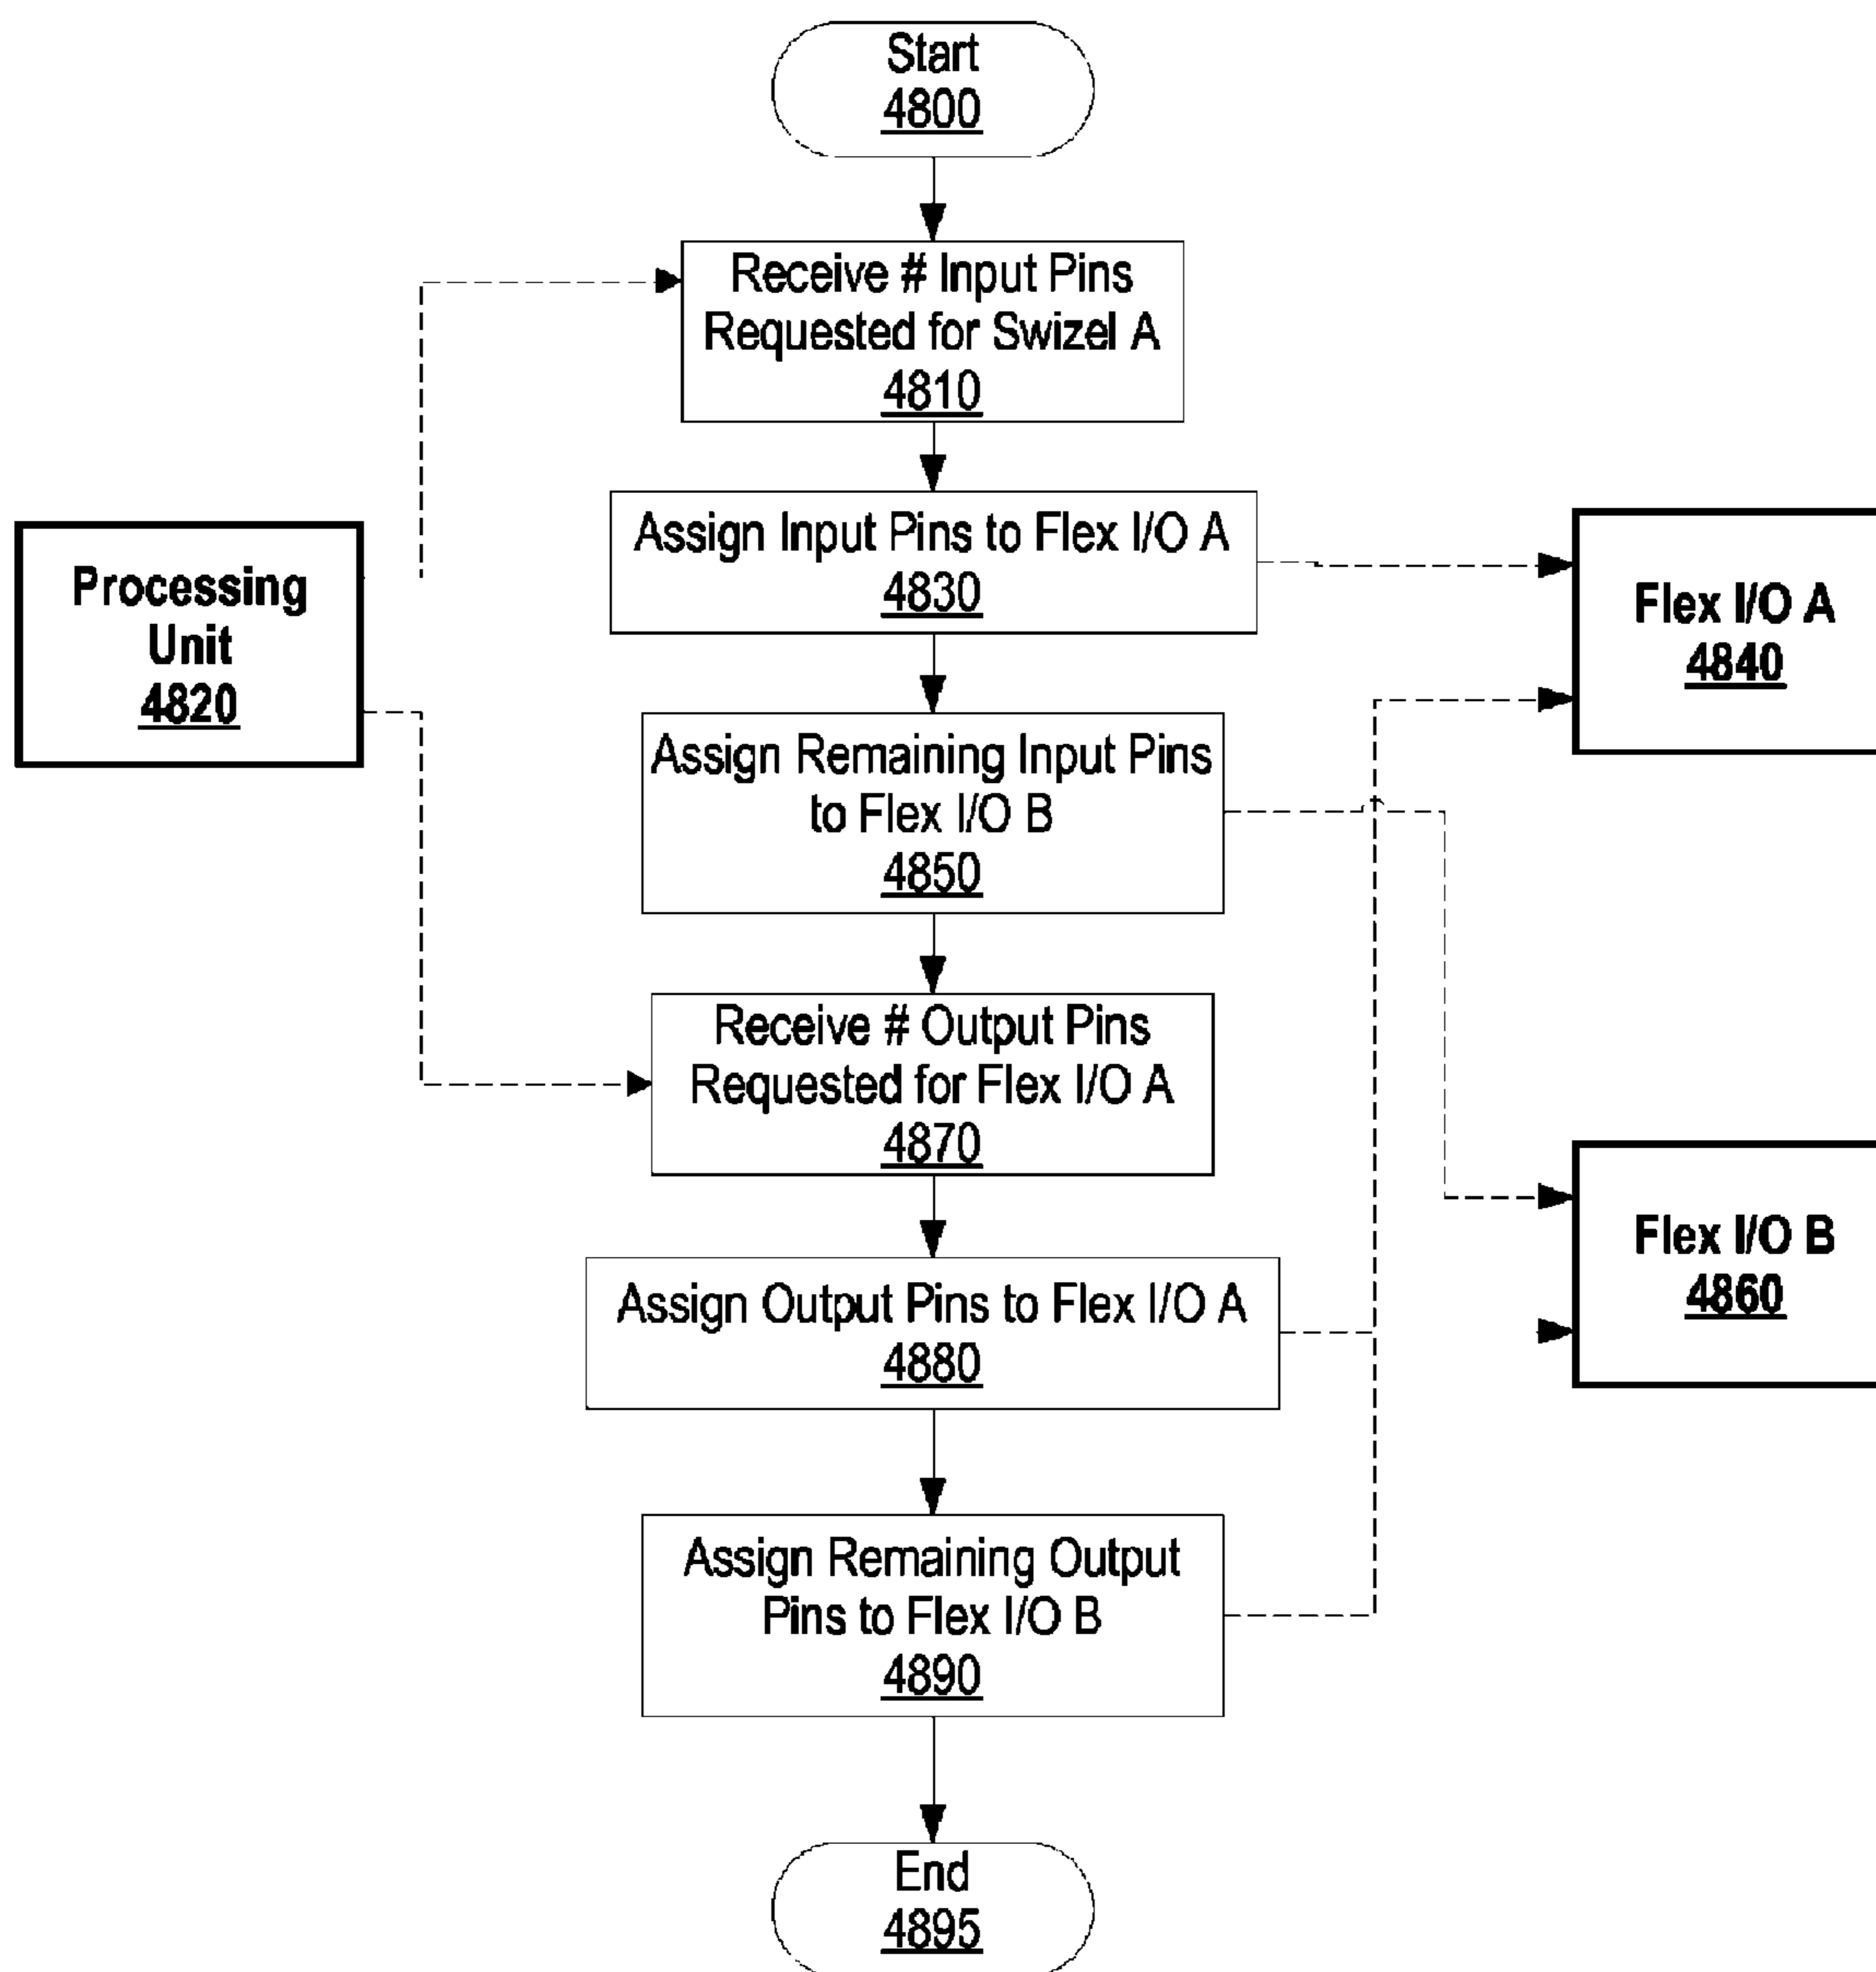 Start
4800
Receive # Input Pins
Requested for Swizel A
4810
Assign Input Pins to Flex I/O A
4830
Processing
Unit
4820
Flex I/O A
4840
Assign Remaining Input Pins
to Flex I/O B
4850
Receive # Output Pins
Requested for Flex I/O A
4870
Flex I/O B
4860
Assign Output Pins to Flex I/O A
4880
Assign Remaining Output
Pins to Flex I/O B
4890
End
4895